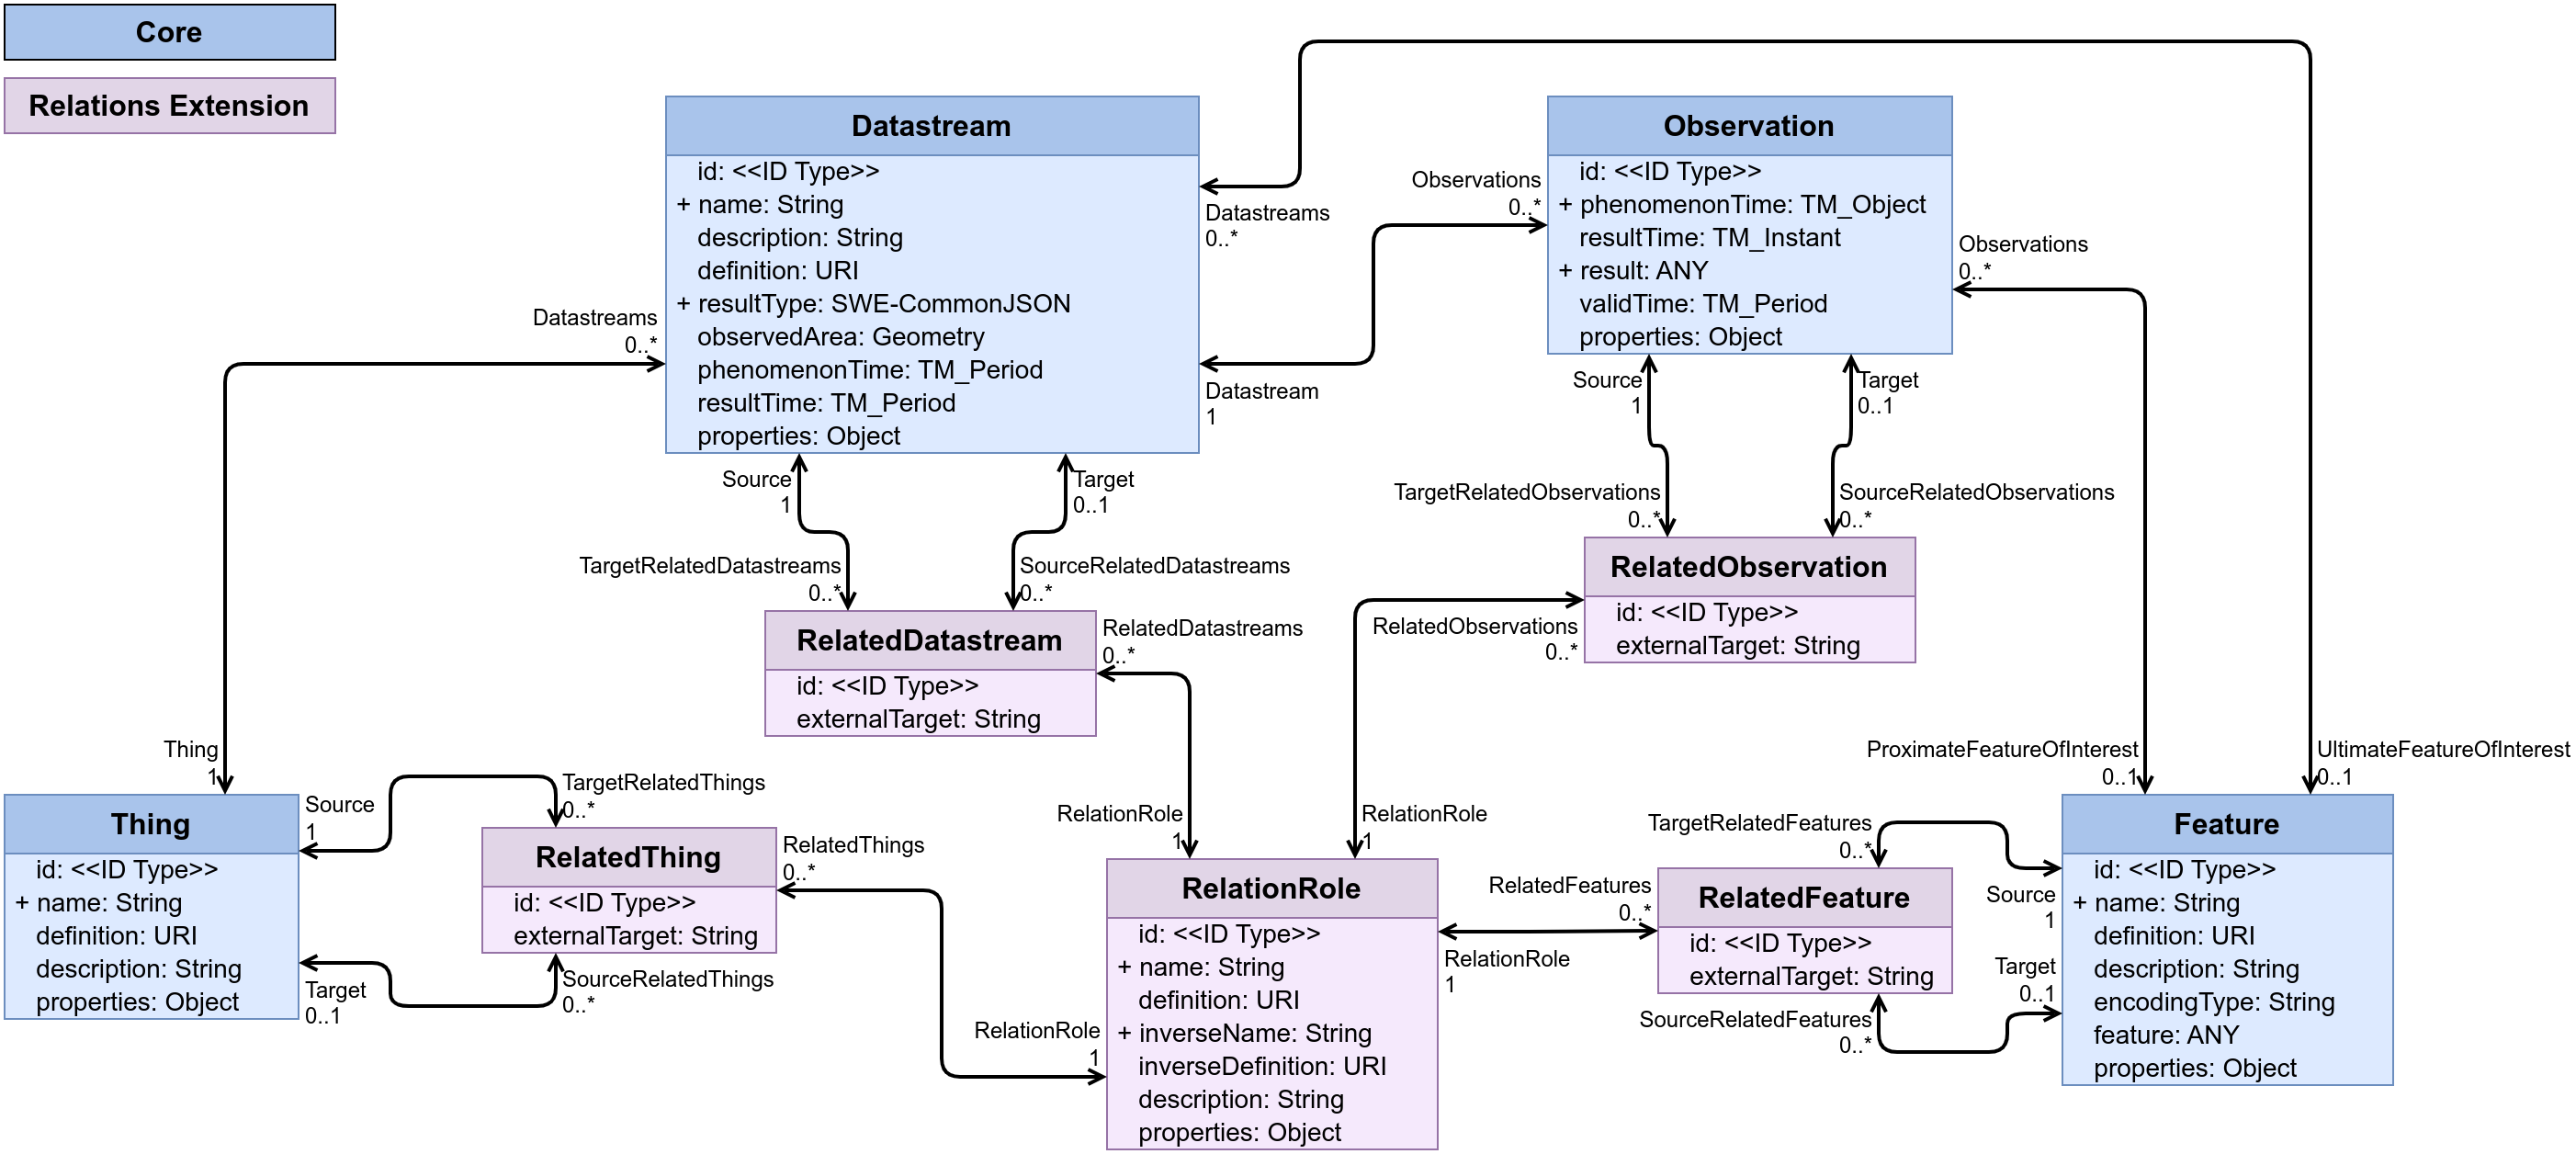 Core
Relations Extension
Datastream
id: <<ID Type>>
+ name: String
description: String
definition: URI
+ resultType: SWE-CommonJSON
observedArea: Geometry
phenomenonTime: TM_Period
resultTime: TM_Period
properties: Object
Observation
id: <<ID Type>>
+ phenomenonTime: TM_Object
resultTime: TM_Instant
+ result: ANY
validTime: TM_Period
properties: Object
Datastreams
0..*
Observations
0..*
Observations
0..*
Datastreams
0..*
Datastream
1
Source
1
Target
0..1
Source
1
Target
0..1
TargetRelatedDatastreams
0..*
SourceRelatedDatastreams
0..*
TargetRelatedObservations
0..*
SourceRelatedObservations
0..*
RelatedDatastream
id: <<ID Type>>
externalTarget: String
RelatedDatastreams
0..*
RelatedObservation
id: <<ID Type>>
externalTarget: String
RelatedObservations
0..*
Thing
1
ProximateFeatureOfInterest
0..1
UltimateFeatureOfInterest
0..1
Thing
id: <<ID Type>>
+ name: String
definition: URI
description: String
properties: Object
Source
1
TargetRelatedThings
0..*
RelatedThing
id: <<ID Type>>
externalTarget: String
RelatedThings
0..*
Target
0..1
SourceRelatedThings
0..*
RelationRole
1
RelationRole
1
RelationRole
1
RelationRole
id: <<ID Type>>
+ name: String
definition: URI
+ inverseName: String
inverseDefinition: URI
description: String
properties: Object
RelationRole
1
RelatedFeatures
0..*
TargetRelatedFeatures
0..*
RelatedFeature
id: <<ID Type>>
externalTarget: String
SourceRelatedFeatures
0..*
Source
1
Target
0..1
Feature
id: <<ID Type>>
+ name: String
definition: URI
description: String
encodingType: String
feature: ANY
properties: Object